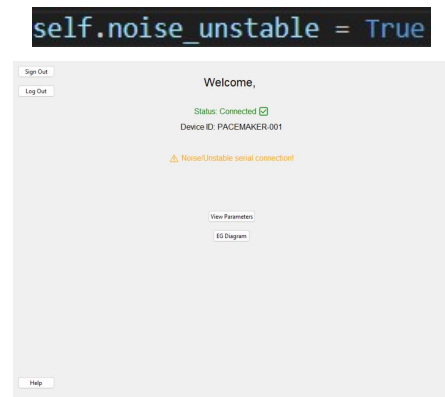 self.noise_unstable = True
Sign Out
Log Out
Welcome,
Status: Connected ☑
Device ID: PACEMAKER-001
⚠ Noise/Unstable serial connection!
View Parameters
EG Diagram
Help